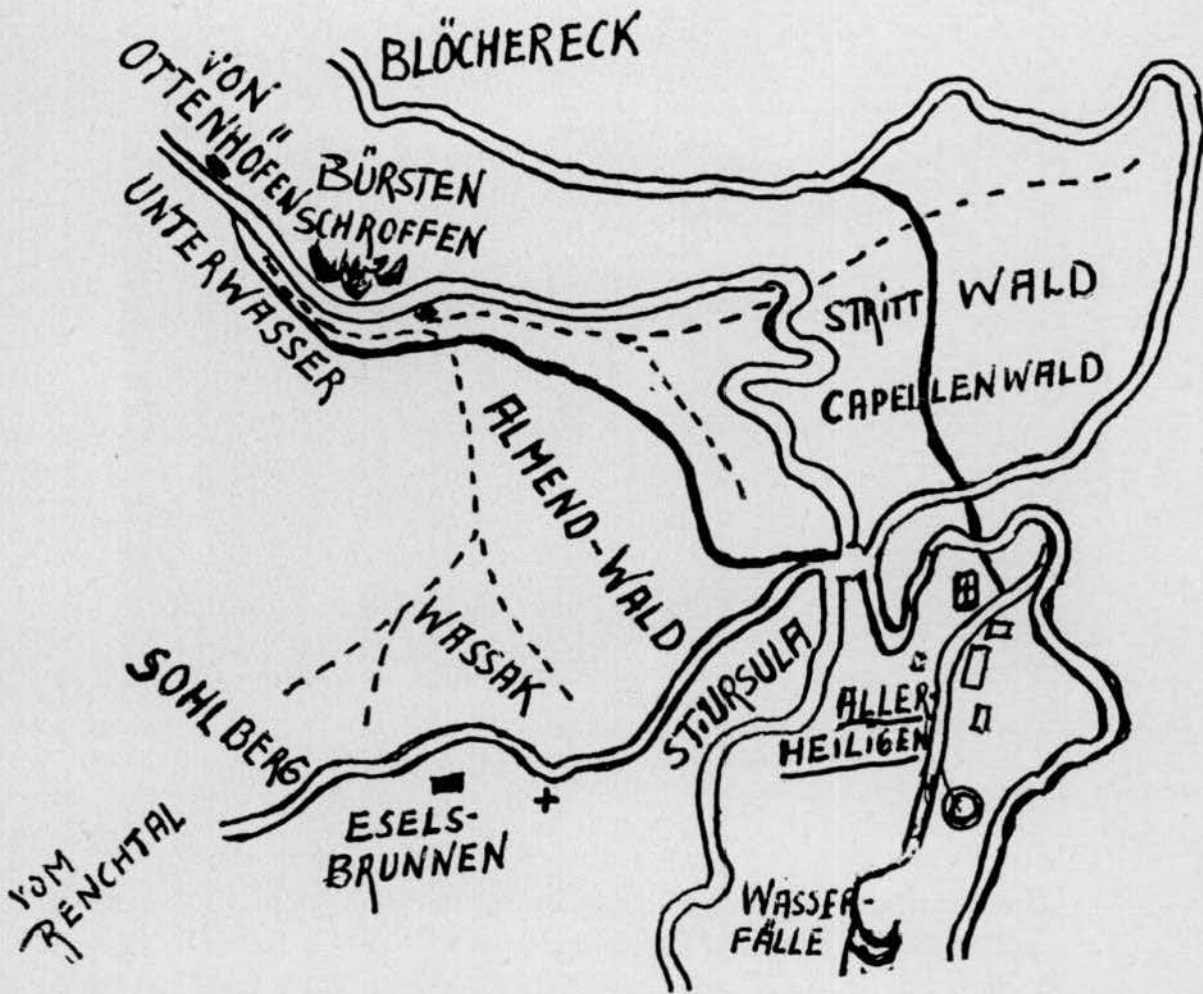 BLÖCHERECK
VON
OTTENHÖFEN
BÜRSTEN
SCHROFFEN
UNTERWASSER
STRITT WALD
CAPELLENWALD
ALMEND-WALD
WASSAK
SOHLBERG
ST. URSULA
ALLER-
HEILIGEN
ESELS-
BRUNNEN
VOM
RENCHTAL
WASSER-
FÄLLE